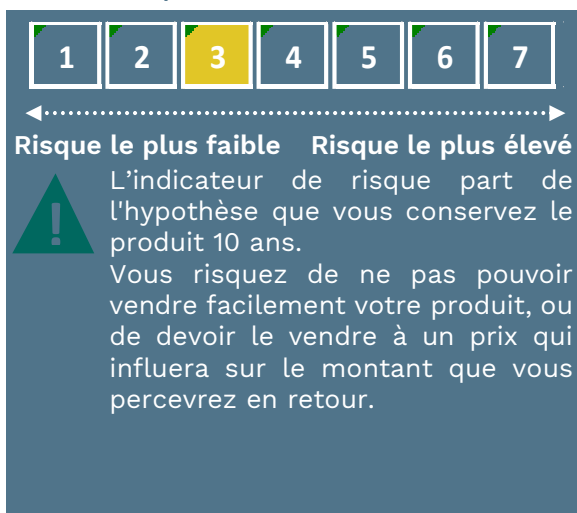 1 2 3 4 5 6 7
Risque le plus faible Risque le plus élevé
L’indicateur de risque part de
l'hypothèse que vous conservez le
produit 10 ans.
Vous risquez de ne pas pouvoir
vendre facilement votre produit, ou
de devoir le vendre à un prix qui
influera sur le montant que vous
percevrez en retour.